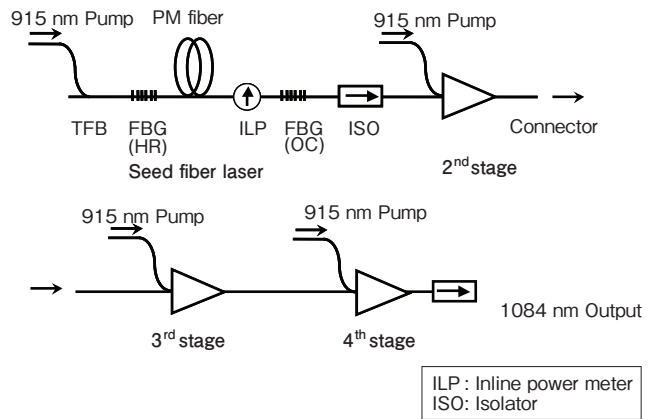 915 nm Pump
PM fiber
915 nm Pump
TFB
FBG
(HR)
ILP
FBG
(OC)
ISO
Connector
Seed fiber laser
2nd stage
915 nm Pump
915 nm Pump
1084 nm Output
3rd stage
4th stage
ILP : Inline power meter
ISO: Isolator